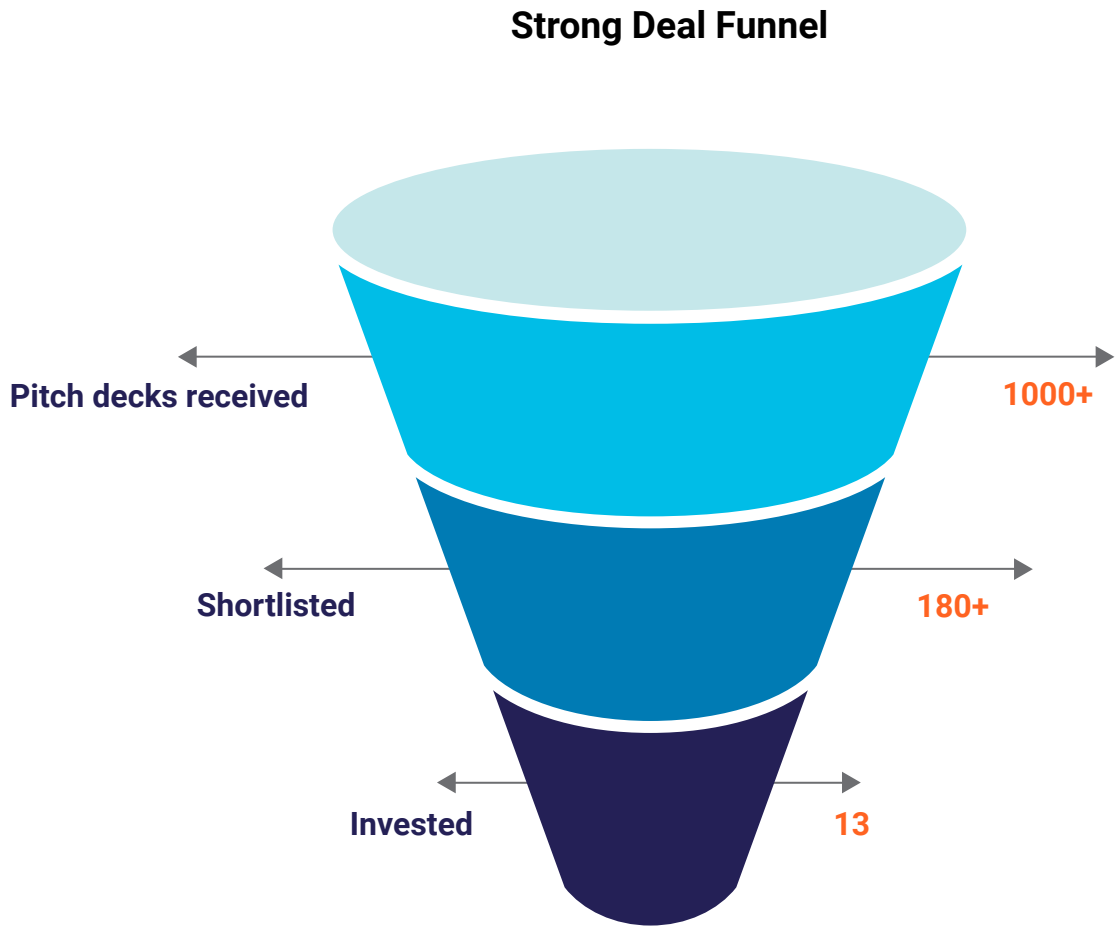 Strong Deal Funnel
Pitch decks received
1000+
Shortlisted
180+
Invested
13